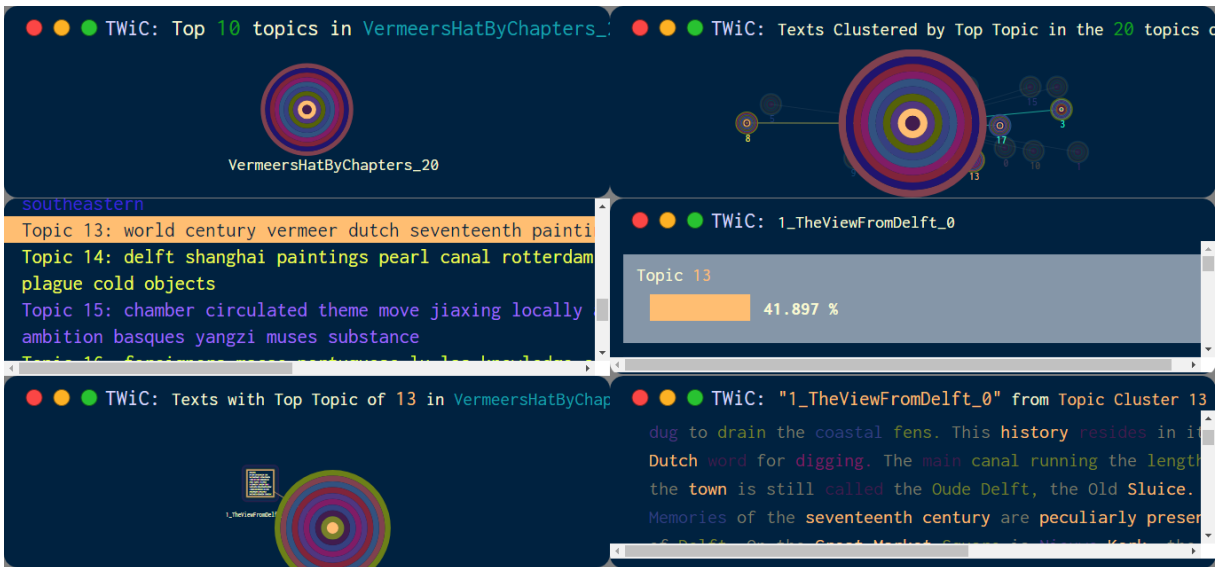 TWiC: Top 10 topics in VermeersHatByChapters_
VermeersHatByChapters_20
TWiC: Texts Clustered by Top Topic in the 20 topics
8
3
17
13
15
10
southeastern
Topic 13: world century vermeer dutch seventeenth painti
Topic 14: delft shanghai paintings pearl canal rotterdam
plague cold objects
Topic 15: chamber circulated theme move jiaxing locally
ambition basques yangzi muses substance
TWiC: 1_TheViewFromDelft_0
Topic 13
41.897 %
TWiC: Texts with Top Topic of 13 in VermeersHatByChap
1_TheViewFromDelf
TWiC: "1_TheViewFromDelft_0" from Topic Cluster 13
dug to drain the coastal fens. This history resides in it
Dutch word for digging. The main canal running the length
the town is still called the Oude Delft, the Old Sluice.
Memories of the seventeenth century are peculiarly presen